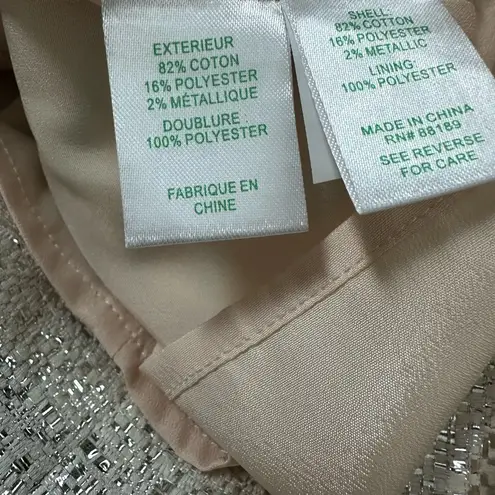 EXTERIEUR
82% COTON
16% POLYESTER
2% MÉTALLIQUE
DOUBLURE
100% POLYESTER
FABRIQUE EN
CHINE
SHELL:
82% COTTON
16% POLYESTER
2% METALLIC
LINING:
100% POLYESTER
MADE IN CHINA
RN# 88189
SEE REVERSE
FOR CARE